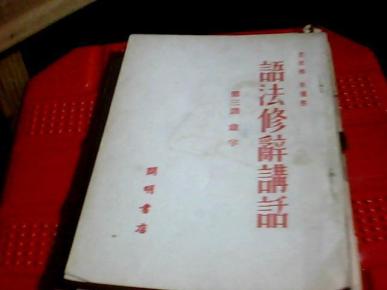 語法修辭講話
第三講 虛字
開明書店